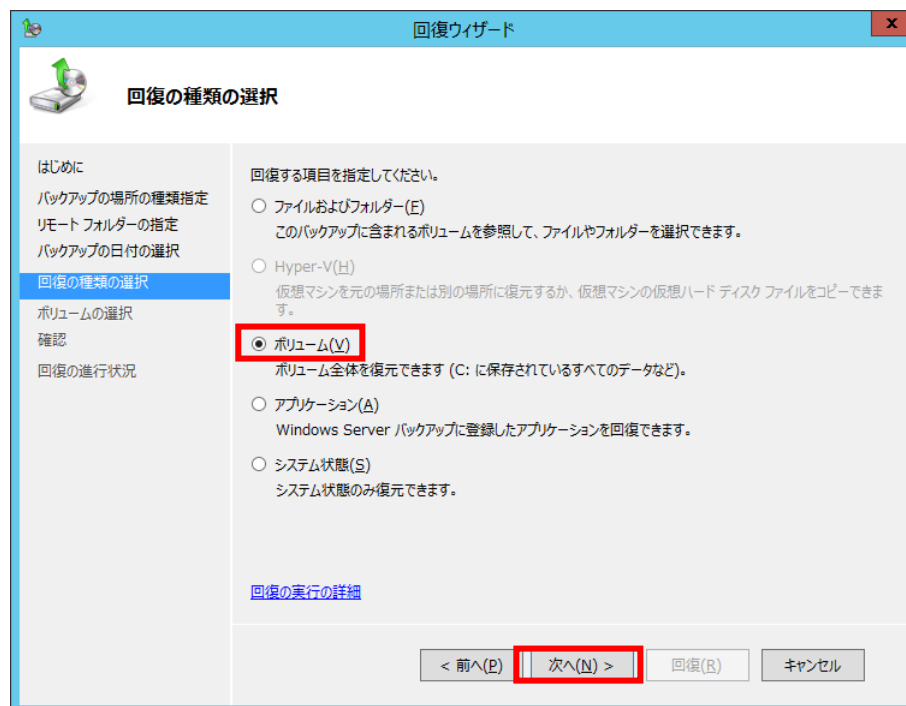 回復ウィザード
x
回復の種類の選択
はじめに
バックアップの場所の種類指定
リモート フォルダーの指定
バックアップの日付の選択
回復の種類の選択
ボリュームの選択
確認
回復の進行状況
回復する項目を指定してください。
ファイルおよびフォルダー(F)
このバックアップに含まれるボリュームを参照して、ファイルやフォルダーを選択できます。
Hyper-V(H)
仮想マシンを元の場所または別の場所に復元するか、仮想マシンの仮想ハード ディスク ファイルをコピーできま
す。
ボリューム(V)
ボリューム全体を復元できます (C: に保存されているすべてのデータなど)。
アプリケーション(A)
Windows Server バックアップに登録したアプリケーションを回復できます。
システム状態(S)
システム状態のみ復元できます。
回復の実行の詳細
< 前へ(P)
次へ(N) >
回復(R)
キャンセル